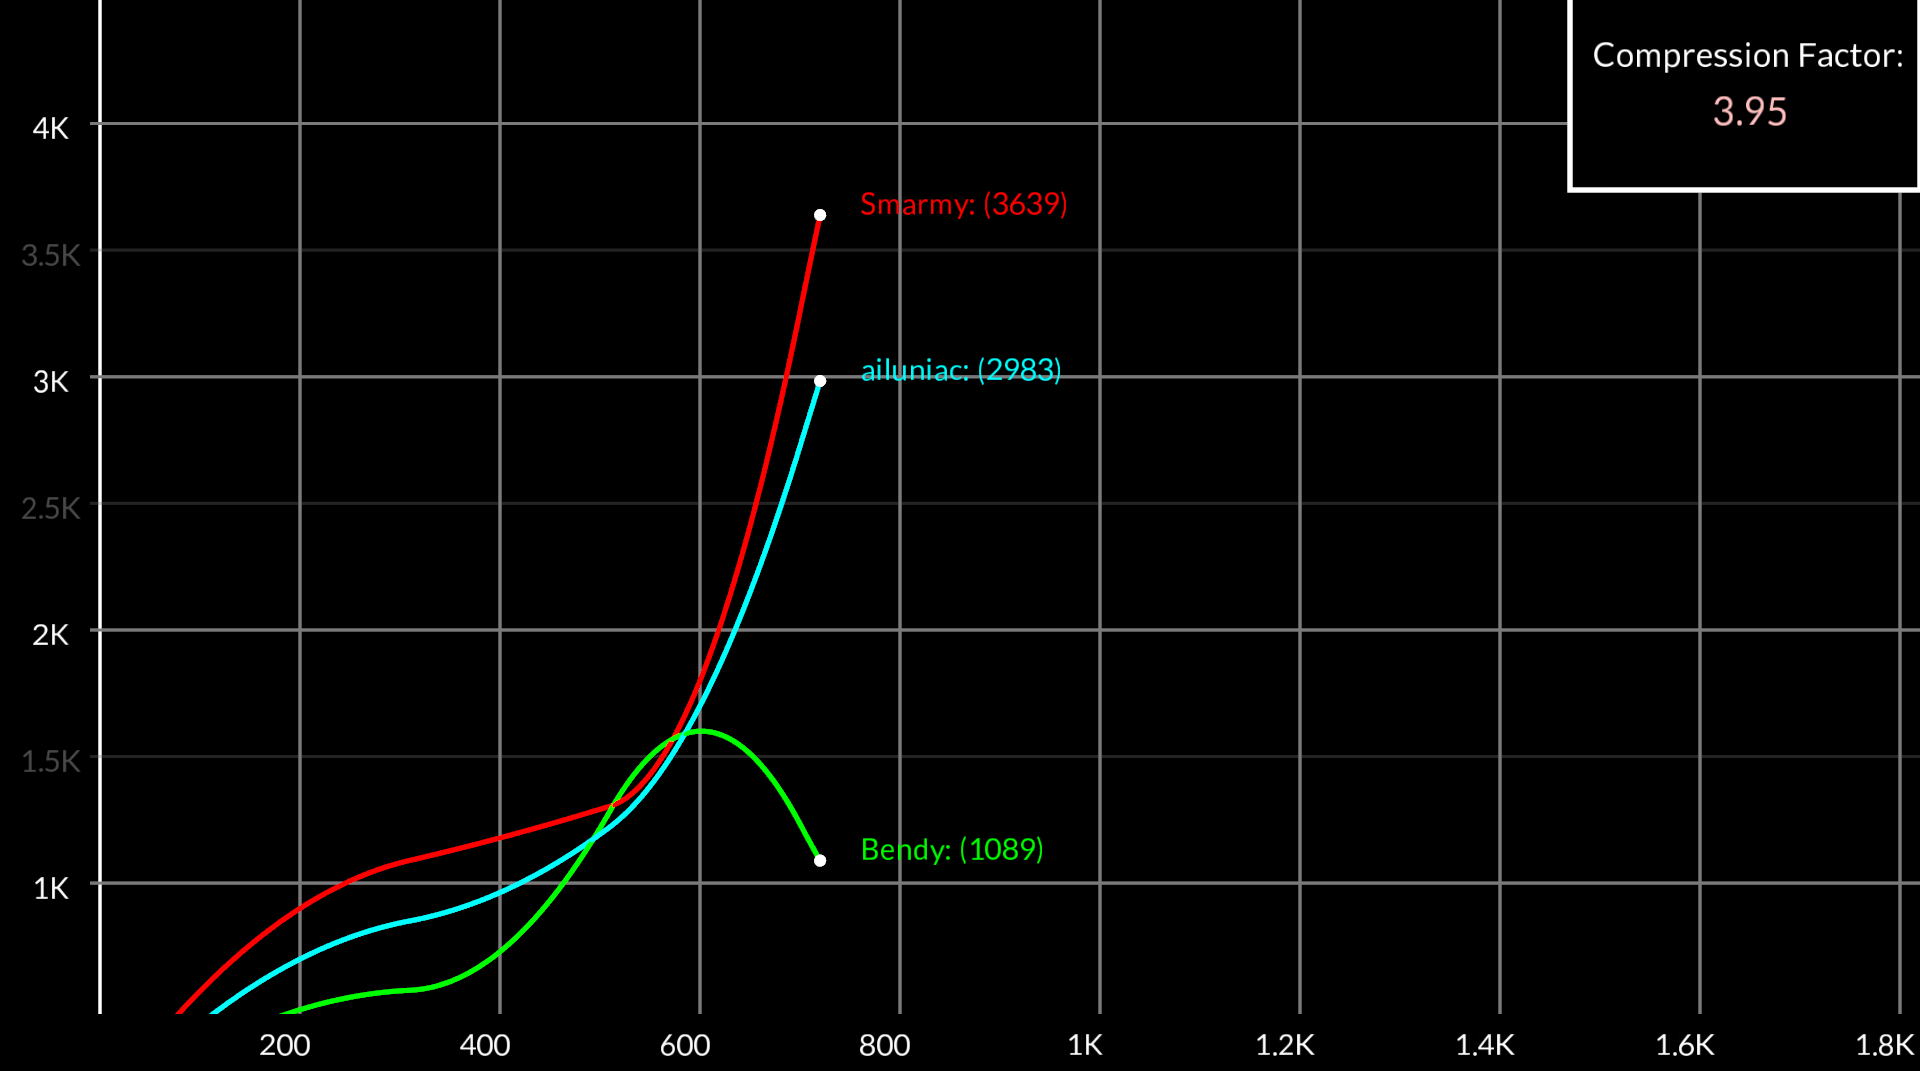 Compression Factor:
3.95
4K
Smarmy: (3639)
3.5K
ailuniac: (2983)
3K
2.5K
2K
1.5K
Bendy: (1089)
1K
200 400 600 800 1K 1.2K 1.4K 1.6K 1.8K